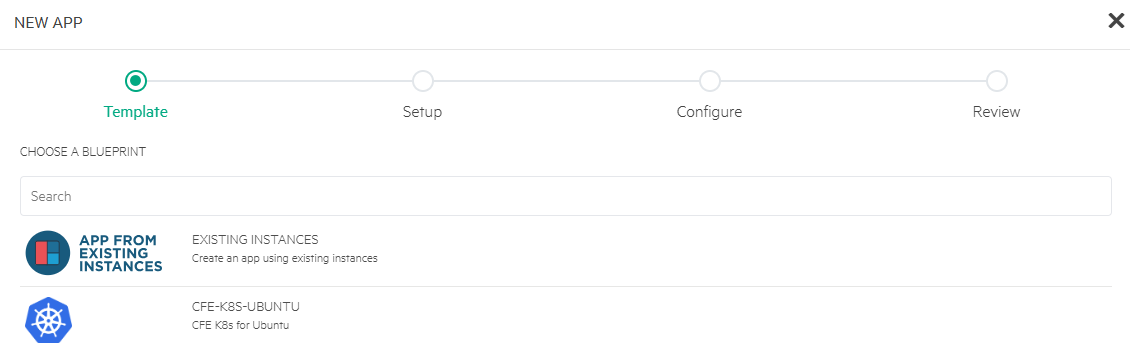 NEW APP
Template
Setup
Configure
Review
CHOOSE A BLUEPRINT
Search
APP FROM
EXISTING
INSTANCES
EXISTING INSTANCES
Create an app using existing instances
CFE-K8S-UBUNTU
CFE K8s for Ubuntu